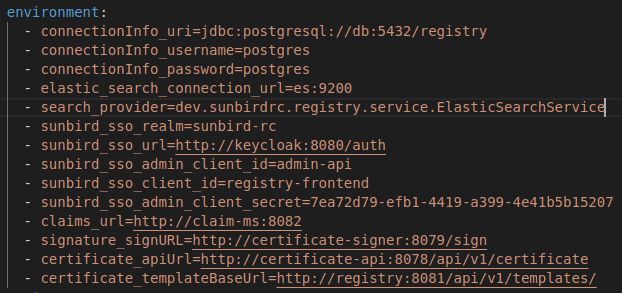 environment:
- connectionInfo_uri=jdbc:postgresql://db:5432/registry
- connectionInfo_username=postgres
- connectionInfo_password=postgres
- elastic_search_connection_url=es:9200
- search_provider=dev.sunbirdrc.registry.service.ElasticSearchService
- sunbird_sso_realm=sunbird-rc
- sunbird_sso_url=http://keycloak:8080/auth
- sunbird_sso_admin_client_id=admin-api
- sunbird_sso_client_id=registry-frontend
- sunbird_sso_admin_client_secret=7ea72d79-efb1-4419-a399-4e41b5b15207
- claims_url=http://claim-ms:8082
- signature_signURL=http://certificate-signer:8079/sign
- certificate_apiUrl=http://certificate-api:8078/api/v1/certificate
- certificate_templateBaseUrl=http://registry:8081/api/v1/templates/